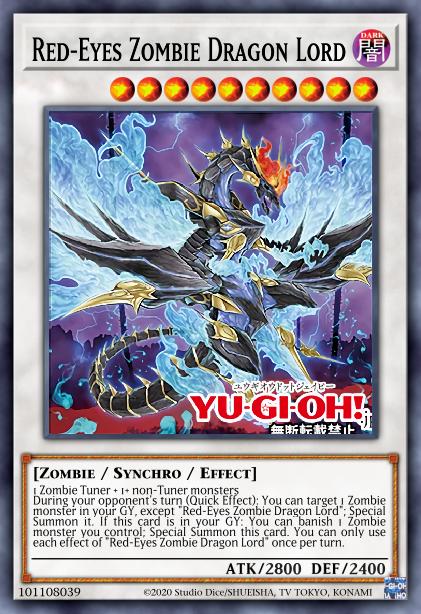 RED-EYES ZOMBIE DRAGON LORD
DARK
闇
ユウギオウドットジェイピー
YU-GI-OH!
無断転載禁止
[ZOMBIE / SYNCHRO / EFFECT]
1 Zombie Tuner + 1+ non-Tuner monsters
During your opponent's turn (Quick Effect): You can target 1 Zombie
monster in your GY, except "Red-Eyes Zombie Dragon Lord"; Special
Summon it. If this card is in your GY: You can banish 1 Zombie
monster you control; Special Summon this card. You can only use
each effect of "Red-Eyes Zombie Dragon Lord" once per turn.
ATK/2800 DEF/2400
101108039
©2020 Studio Dice/SHUEISHA, TV TOKYO, KONAMI